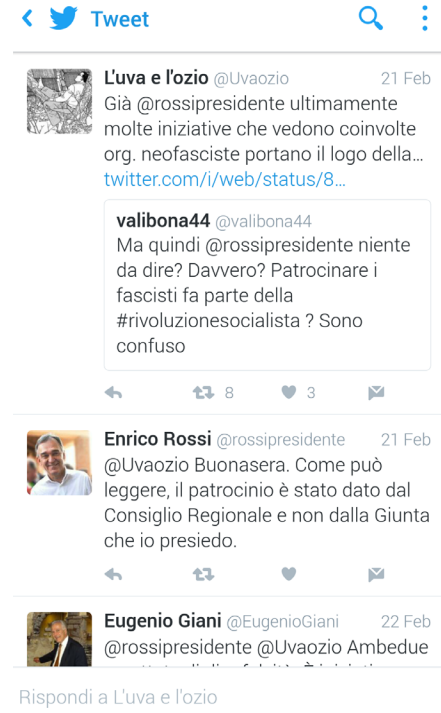 Tweet
L'uva e l'ozio @Uvaozio 21 Feb
Già @rossipresidente ultimamente
molte iniziative che vedono coinvolte
org. neofasciste portano il logo della...
twitter.com/i/web/status/8...
valibona44 @valibona44
Ma quindi @rossipresidente niente
da dire? Davvero? Patrocinare i
fascisti fa parte della
#rivoluzionesocialista ? Sono
confuso
8 3
Enrico Rossi @rossipresidente 21 Feb
@Uvaozio Buonasera. Come può
leggere, il patrocinio è stato dato dal
Consiglio Regionale e non dalla Giunta
che io presiedo.
Eugenio Giani @EugenioGiani 22 Feb
@rossipresidente @Uvaozio Ambedue
Rispondi a L'uva e l'ozio